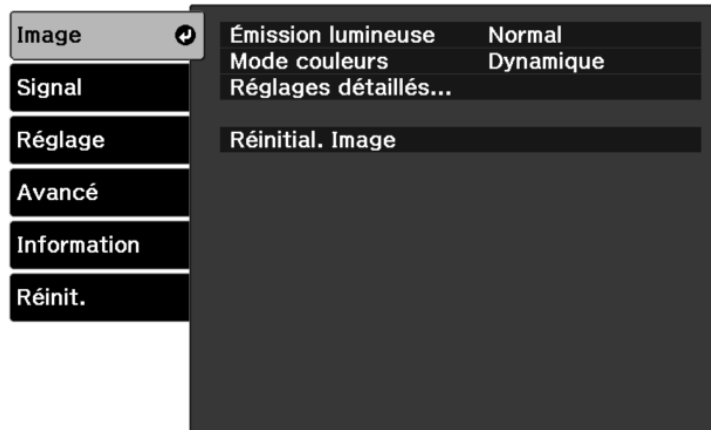 Image
Signal
Réglage
Avancé
Information
Réinit.
Émission lumineuse Normal
Mode couleurs Dynamique
Réglages détaillés...
Réinitial. Image